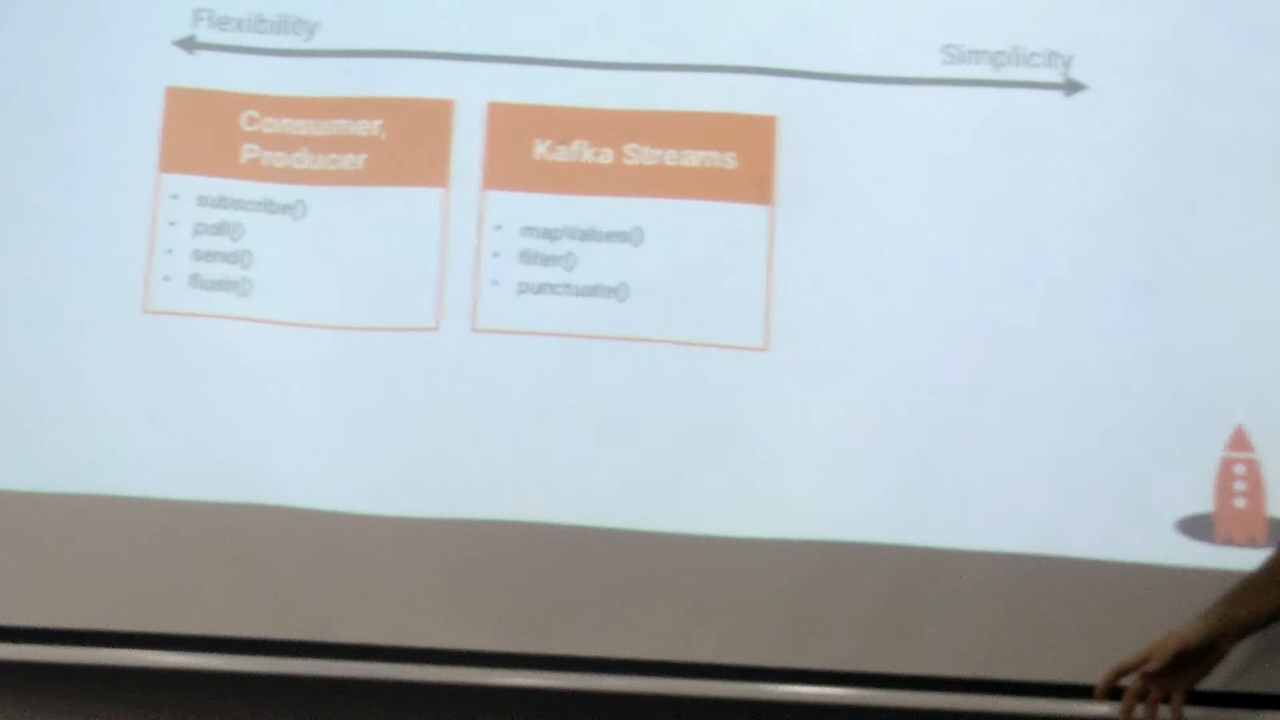 Flexibility
Simplicity
Consumer,
Producer
- subscribe()
- poll()
- send()
- flush()
Kafka Streams
- mapValues()
- filter()
- punctuate()